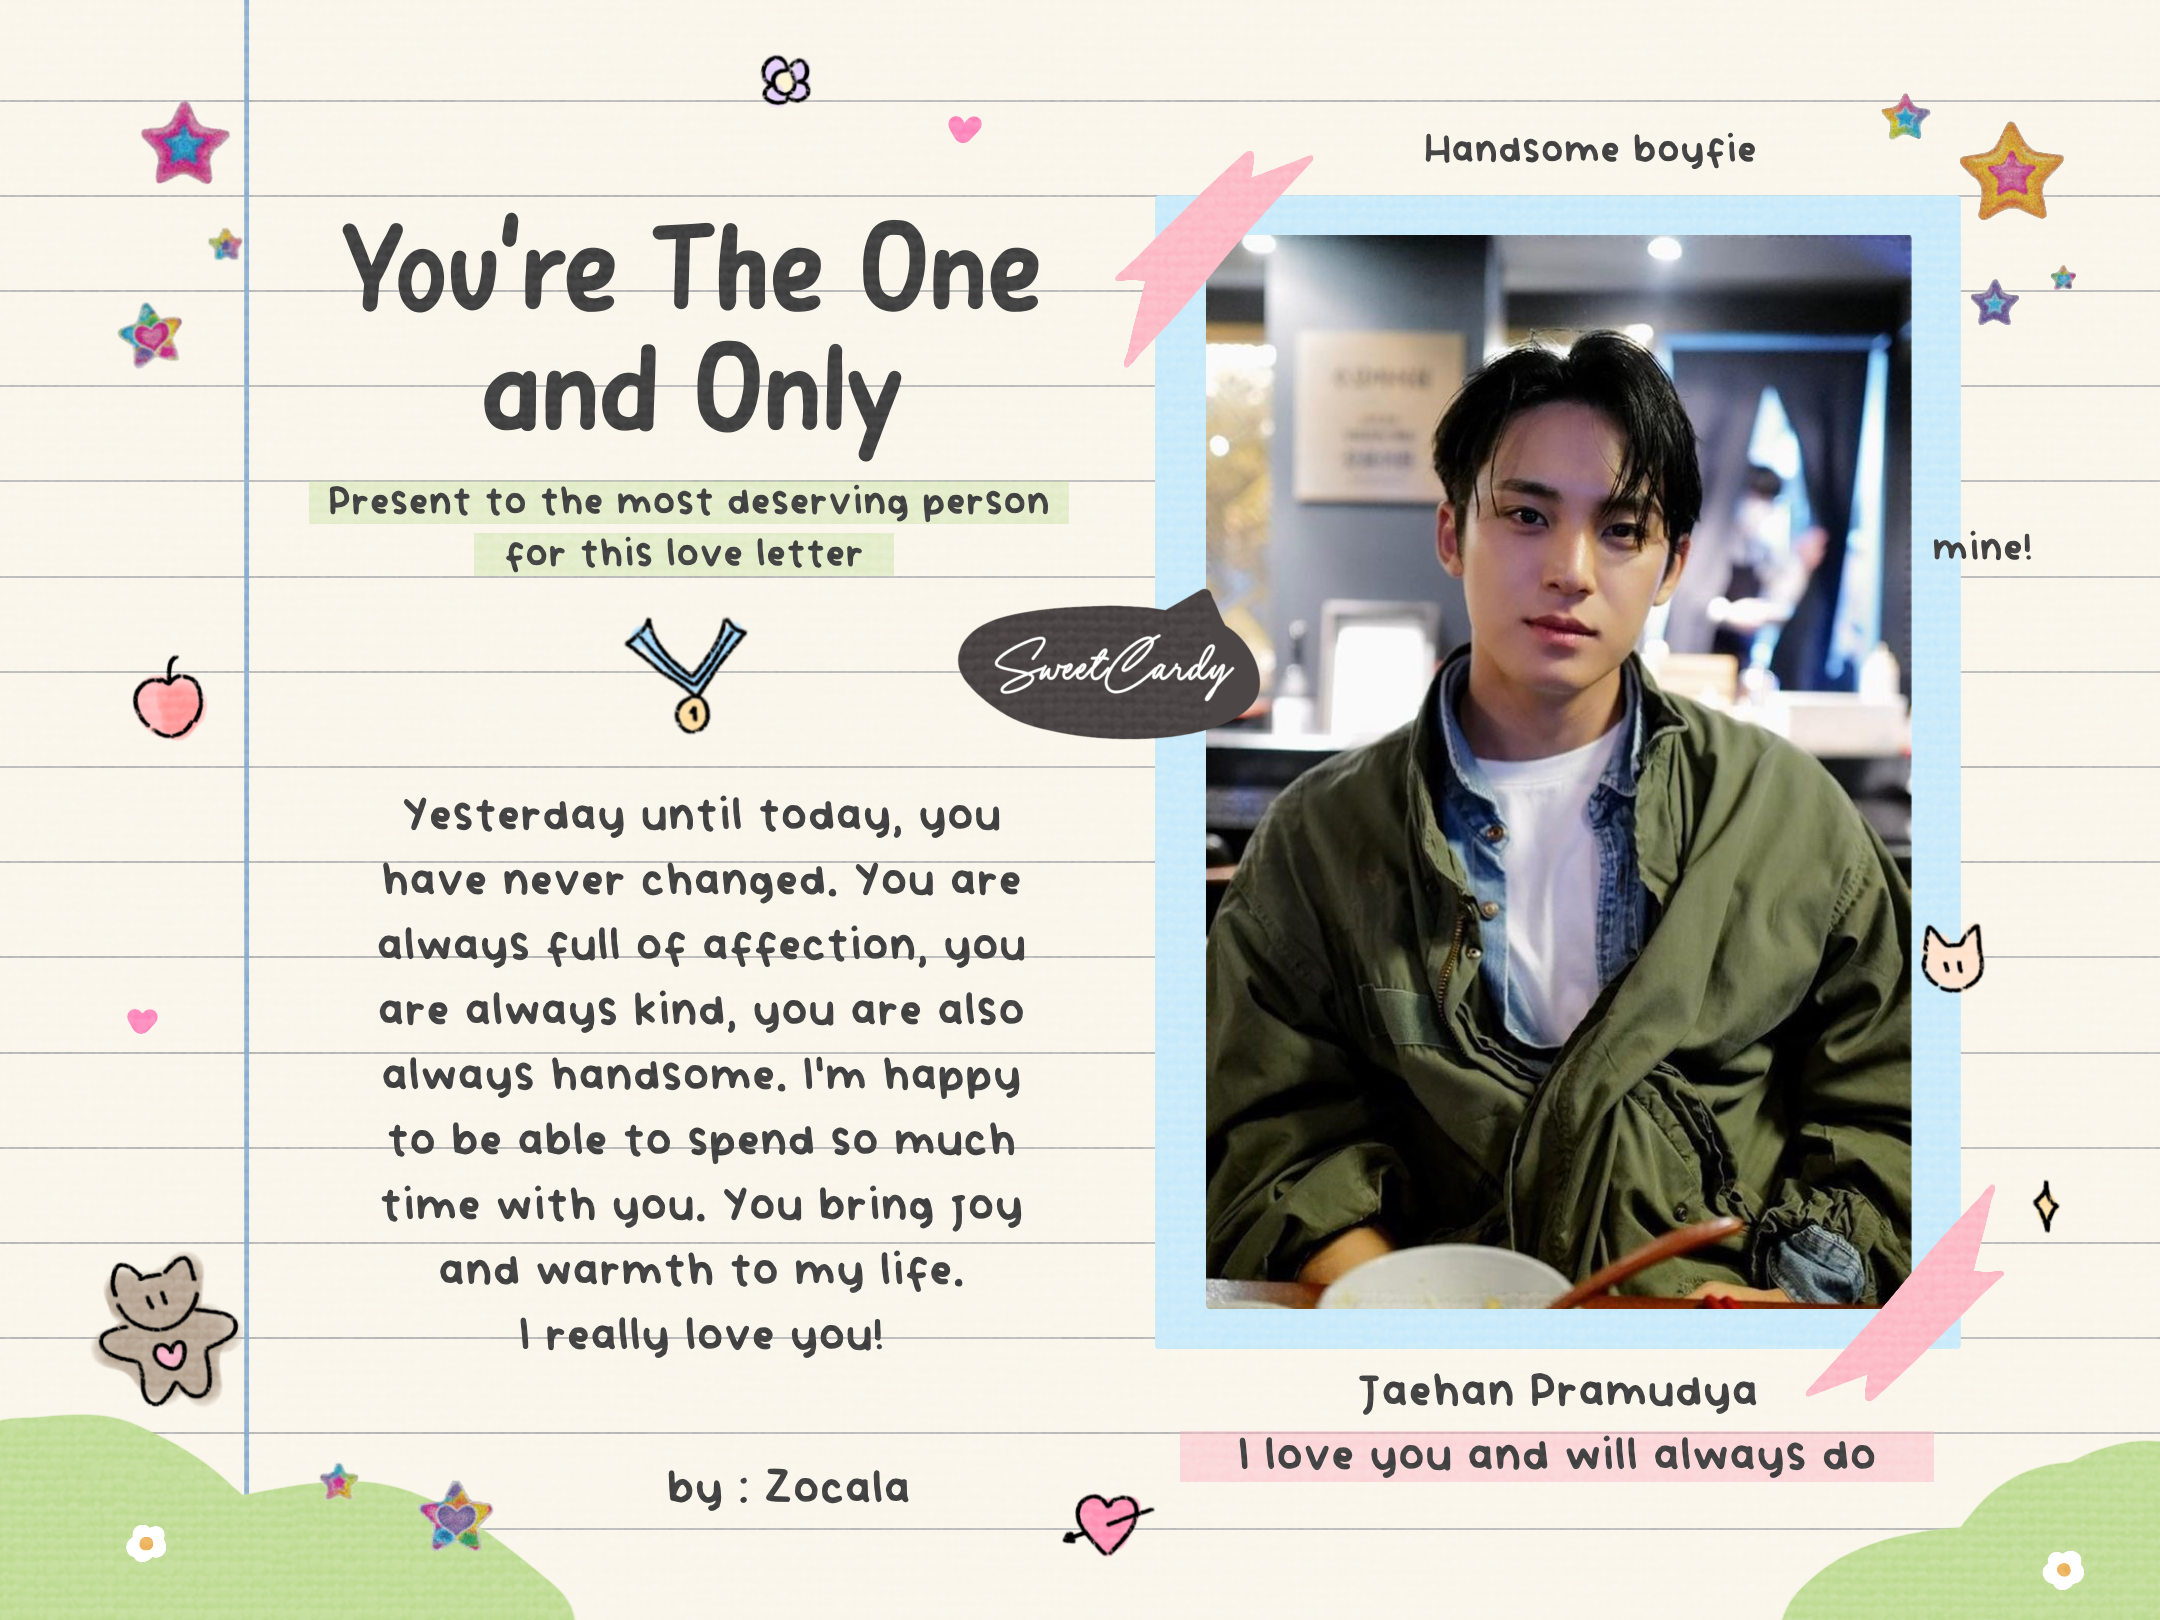 Handsome boyfie
You're The One
and Only
Present to the most deserving person
for this love letter
mine!
SweetCardy
Yesterday until today, you
have never changed. You are
always full of affection, you
are always kind, you are also
always handsome. I'm happy
to be able to spend so much
time with you. You bring joy
and warmth to my life.
I really love you!
by : Zocala
Jaehan Pramudya
I love you and will always do
1